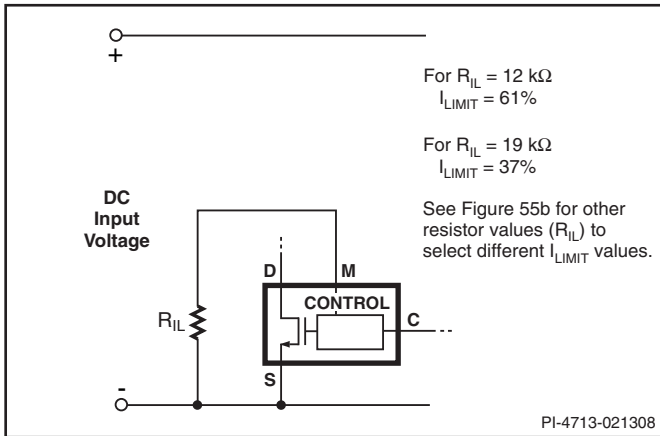 +
For R_IL = 12 kΩ
I_LIMIT = 61%
For R_IL = 19 kΩ
I_LIMIT = 37%
See Figure 55b for other
resistor values (R_IL) to
select different I_LIMIT values.
DC
Input
Voltage
D
M
CONTROL
C
R_IL
S
-
PI-4713-021308